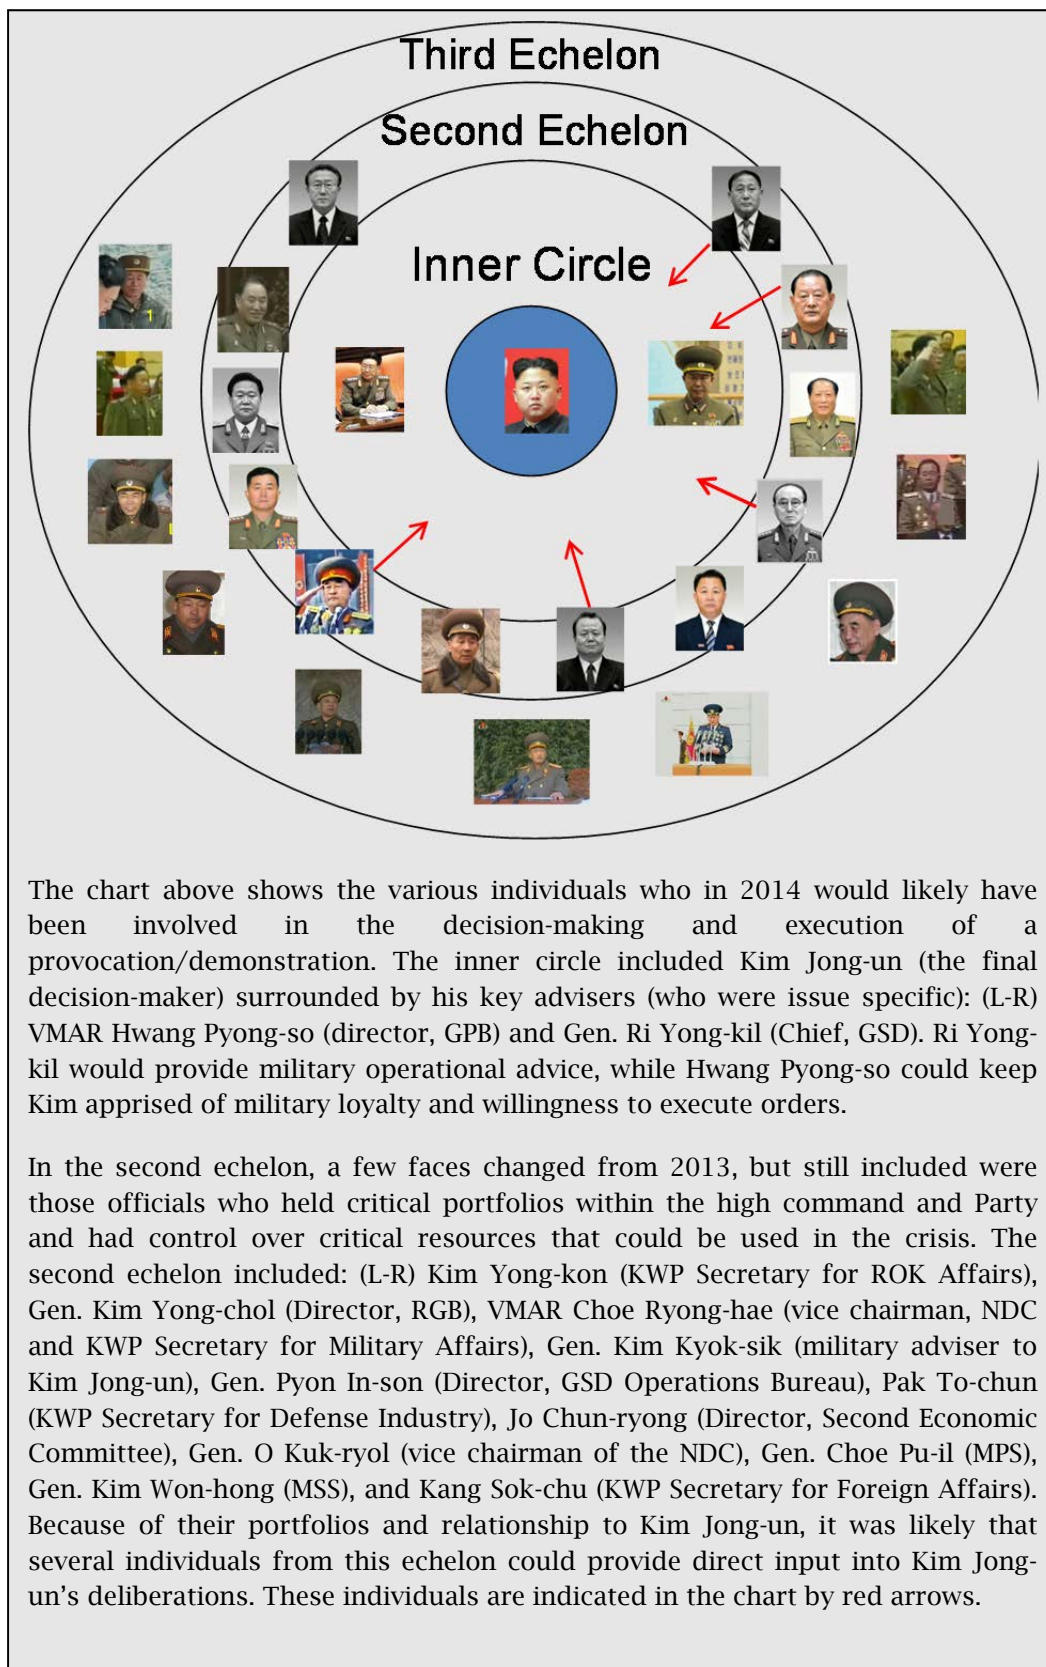 Third Echelon
Second Echelon
Inner Circle
1
The chart above shows the various individuals who in 2014 would likely have
been involved in the decision-making and execution of a
provocation/demonstration. The inner circle included Kim Jong-un (the final
decision-maker) surrounded by his key advisers (who were issue specific): (L-R)
VMAR Hwang Pyong-so (director, GPB) and Gen. Ri Yong-kil (Chief, GSD). Ri Yong-
kil would provide military operational advice, while Hwang Pyong-so could keep
Kim apprised of military loyalty and willingness to execute orders.
In the second echelon, a few faces changed from 2013, but still included were
those officials who held critical portfolios within the high command and Party
and had control over critical resources that could be used in the crisis. The
second echelon included: (L-R) Kim Yong-kon (KWP Secretary for ROK Affairs),
Gen. Kim Yong-chol (Director, RGB), VMAR Choe Ryong-hae (vice chairman, NDC
and KWP Secretary for Military Affairs), Gen. Kim Kyok-sik (military adviser to
Kim Jong-un), Gen. Pyon In-son (Director, GSD Operations Bureau), Pak To-chun
(KWP Secretary for Defense Industry), Jo Chun-ryong (Director, Second Economic
Committee), Gen. O Kuk-ryol (vice chairman of the NDC), Gen. Choe Pu-il (MPS),
Gen. Kim Won-hong (MSS), and Kang Sok-chu (KWP Secretary for Foreign Affairs).
Because of their portfolios and relationship to Kim Jong-un, it was likely that
several individuals from this echelon could provide direct input into Kim Jong-
un's deliberations. These individuals are indicated in the chart by red arrows.